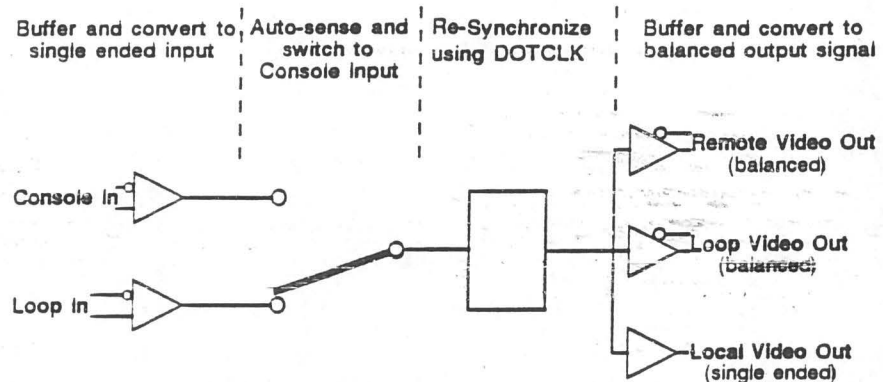 Buffer and convert to
single ended input
Auto-sense and
switch to
Console Input
Re-Synchronize
using DOTCLK
Buffer and convert to
balanced output signal
Remote Video Out
(balanced)
Console In
Loop Video Out
(balanced)
Loop In
Local Video Out
(single ended)